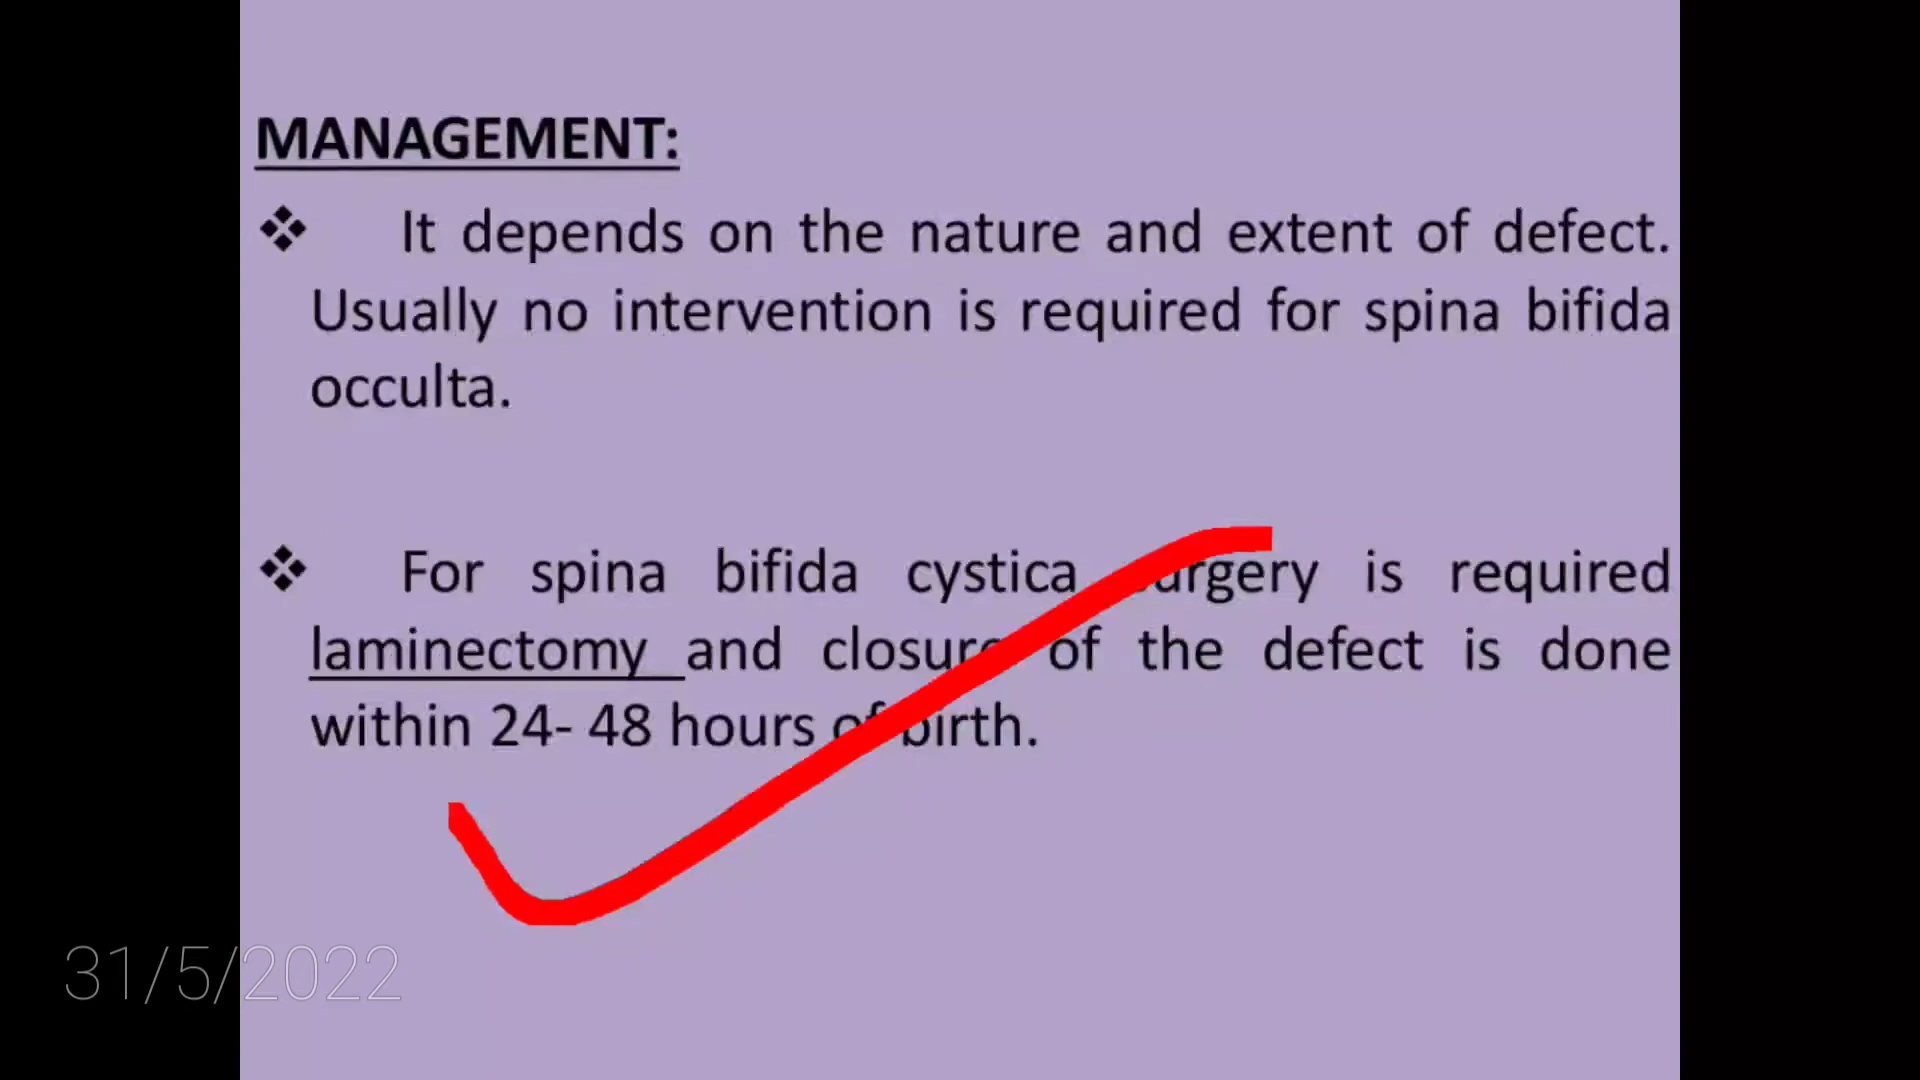 MANAGEMENT:
❖ It depends on the nature and extent of defect.
Usually no intervention is required for spina bifida
occulta.
❖ For spina bifida cystica surgery is required
laminectomy and closure of the defect is done
within 24- 48 hours of birth.
31/5/2022